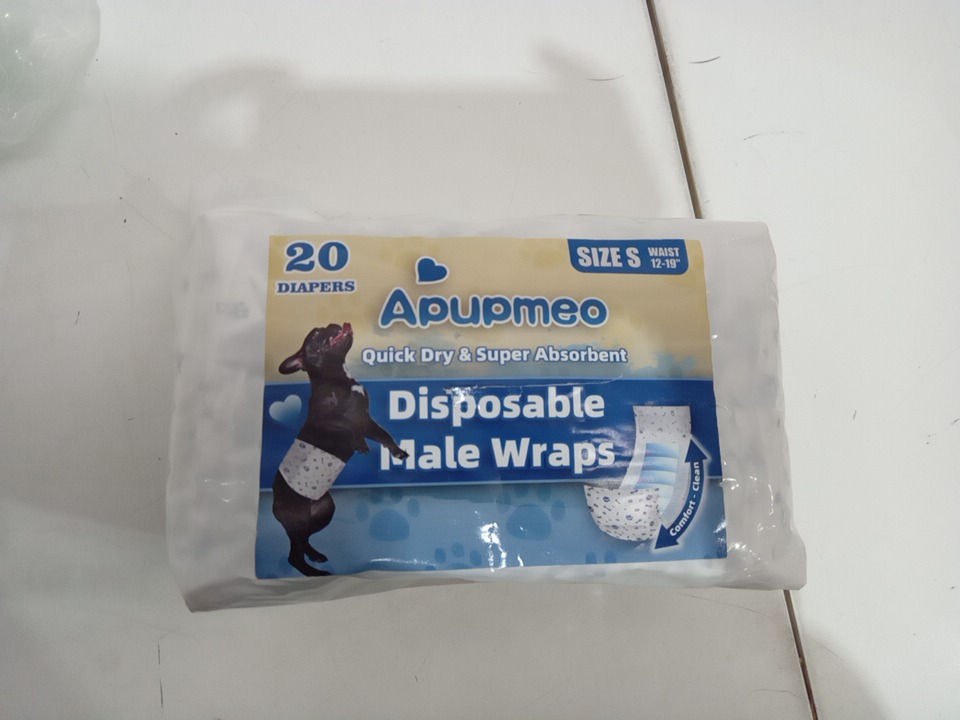 20
DIAPERS
SIZE S
WAIST
12-19"
Apupmeo
Quick Dry & Super Absorbent
Disposable
Male Wraps
Comfort - Clean